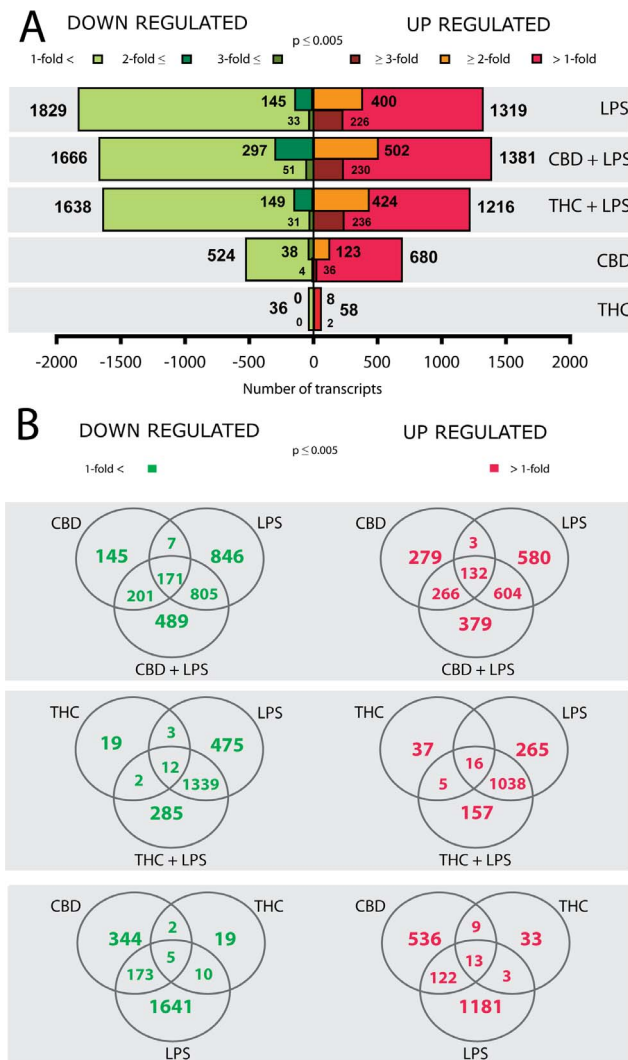 A
DOWN REGULATED UP REGULATED
p ≤ 0.005
1-fold < 2-fold ≤ 3-fold ≤ ≥ 3-fold ≥ 2-fold > 1-fold
1829 145 33 400 226 1319 LPS
1666 297 51 502 230 1381 CBD + LPS
1638 149 31 424 236 1216 THC + LPS
524 38 4 123 36 680 CBD
36 0 0 8 2 58 THC
-2000 -1500 -1000 -500 0 500 1000 1500 2000
Number of transcripts
B
DOWN REGULATED UP REGULATED
p ≤ 0.005
1-fold < > 1-fold
CBD LPS CBD LPS
145 7 846 279 3 580
171 132
201 805 266 604
489 379
CBD + LPS CBD + LPS
THC LPS THC LPS
19 3 475 37 265
12 16
2 1339 5 1038
285 157
THC + LPS THC + LPS
CBD THC CBD THC
344 2 19 536 9 33
5 13
173 10 122 3
1641 1181
LPS LPS